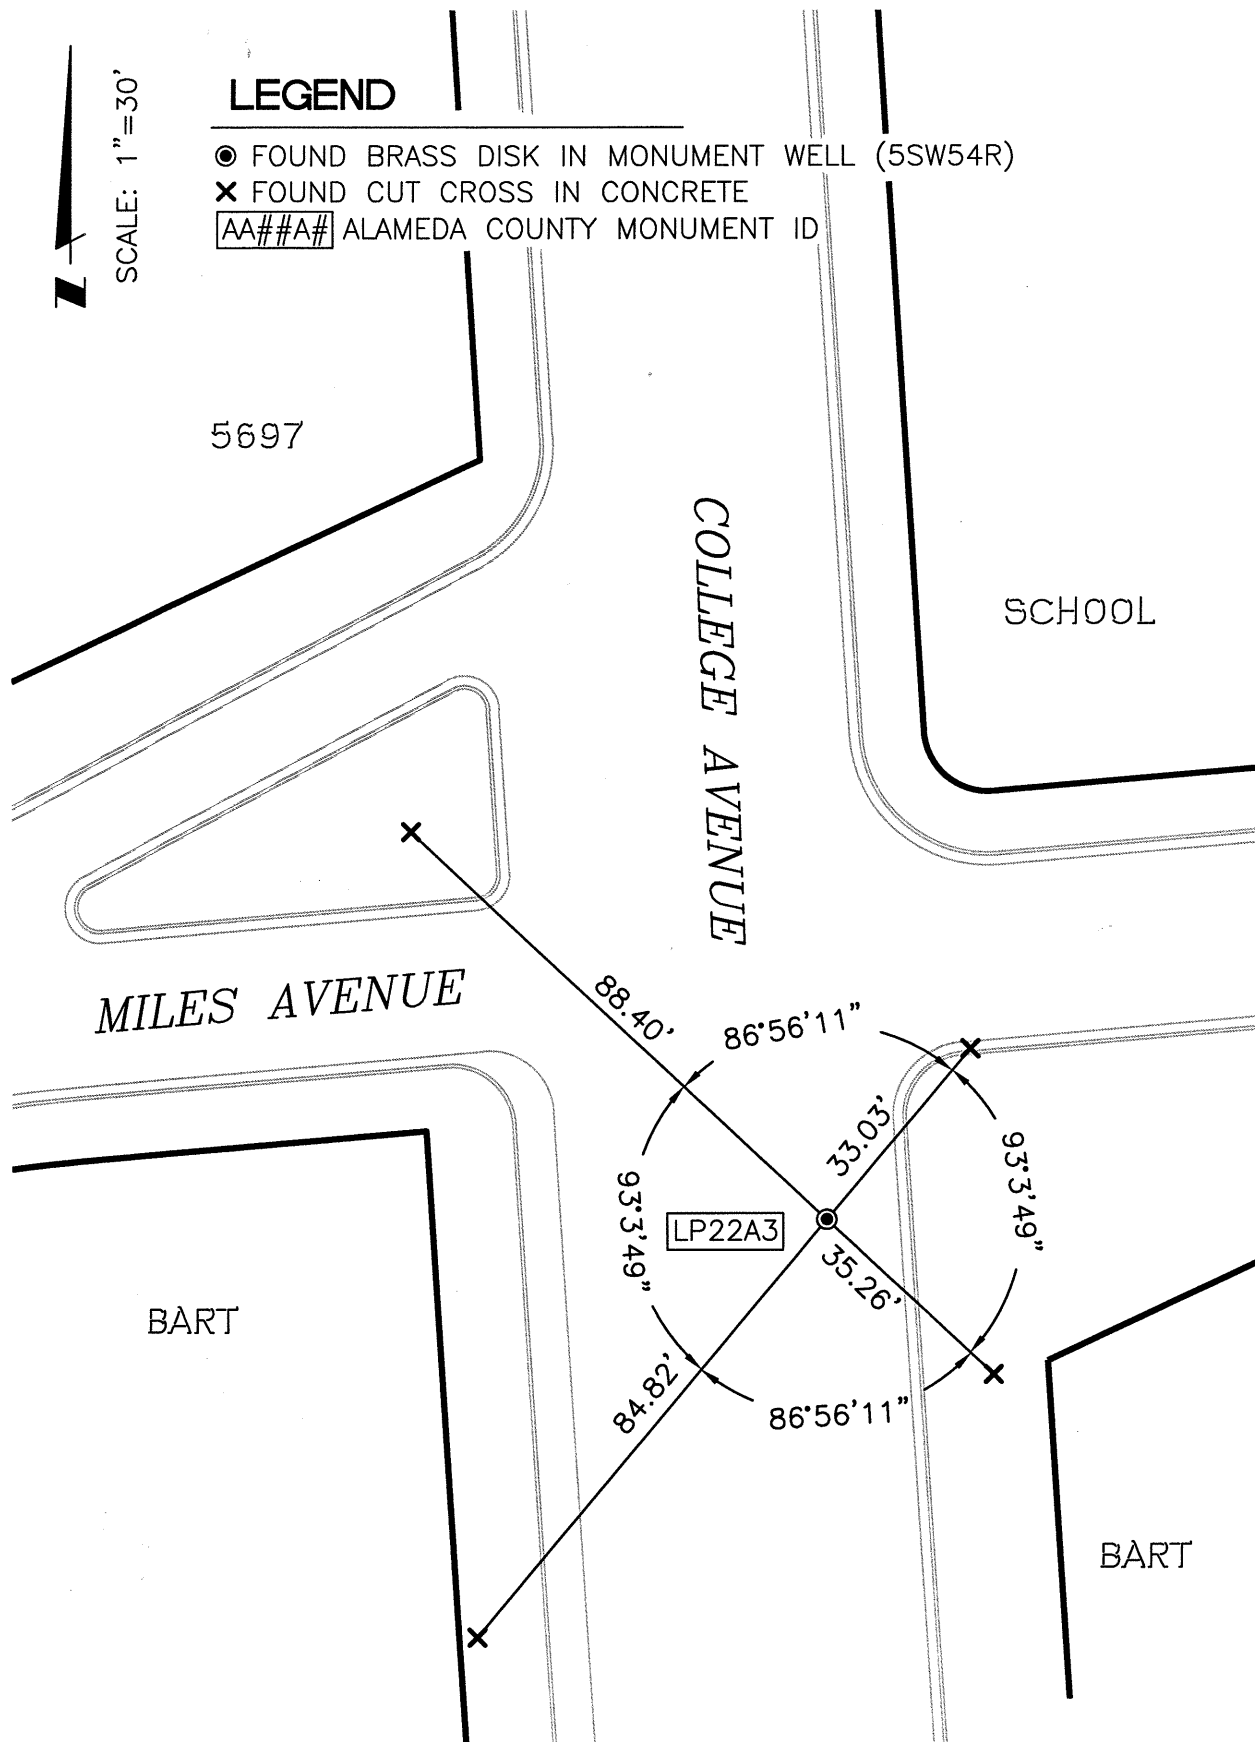 SCALE: 1"=30'
N
LEGEND
FOUND BRASS DISK IN MONUMENT WELL (5SW54R)
FOUND CUT CROSS IN CONCRETE
AA##A# ALAMEDA COUNTY MONUMENT ID
5697
COLLEGE AVENUE
SCHOOL
MILES AVENUE
88.40'
86°56'11"
33.03'
93°3'49"
93°3'49"
LP22A3
35.26'
BART
84.82'
86°56'11"
BART